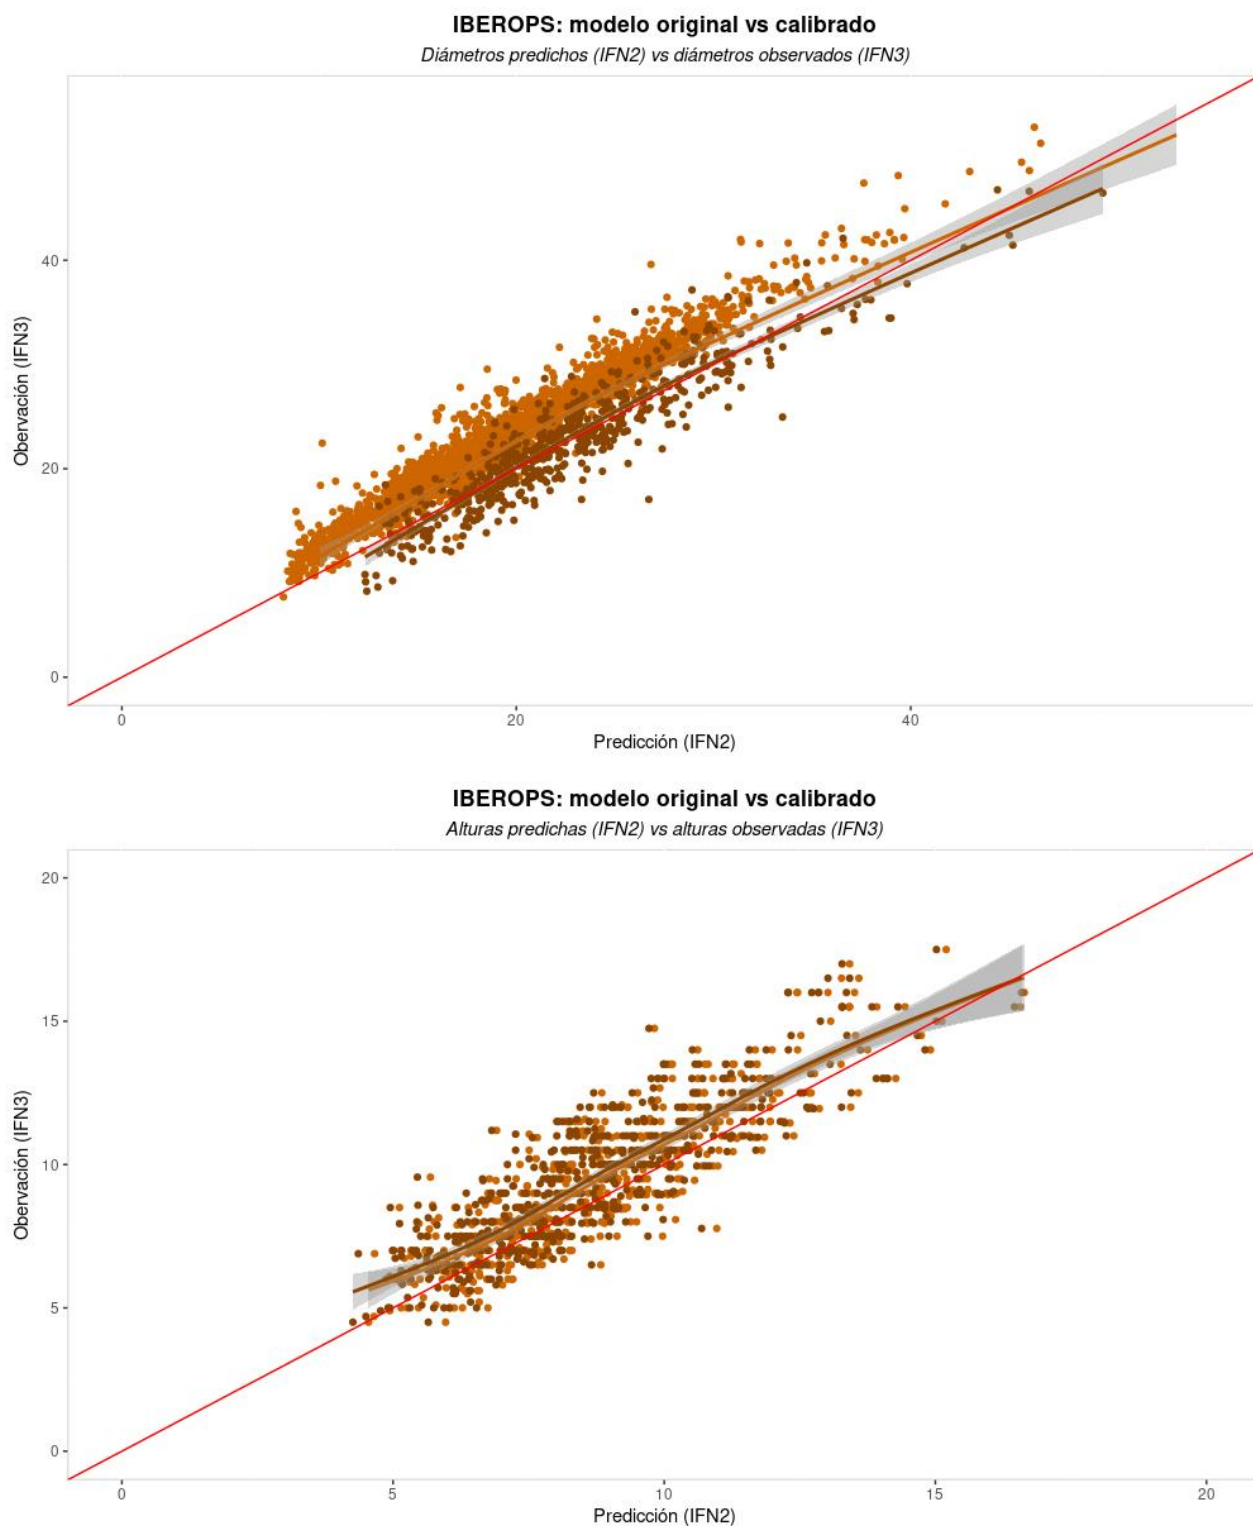 IBEROPS: modelo original vs calibrado
Diámetros predichos (IFN2) vs diámetros observados (IFN3)
Obervación (IFN3)
40
20
0
0
20
40
Predicción (IFN2)
IBEROPS: modelo original vs calibrado
Alturas predichas (IFN2) vs alturas observadas (IFN3)
Obervación (IFN3)
20
15
10
5
0
0
5
10
15
20
Predicción (IFN2)